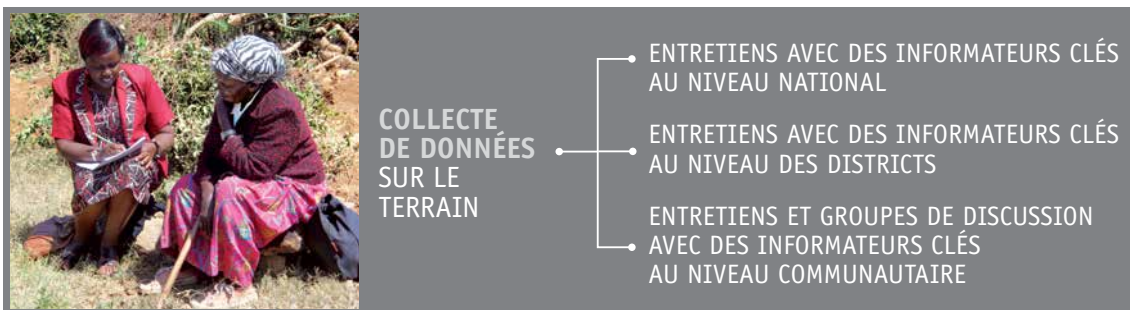 COLLECTE
DE DONNÉES
SUR LE
TERRAIN
ENTRETIENS AVEC DES INFORMATEURS CLÉS
AU NIVEAU NATIONAL
ENTRETIENS AVEC DES INFORMATEURS CLÉS
AU NIVEAU DES DISTRICTS
ENTRETIENS ET GROUPES DE DISCUSSION
AVEC DES INFORMATEURS CLÉS
AU NIVEAU COMMUNAUTAIRE